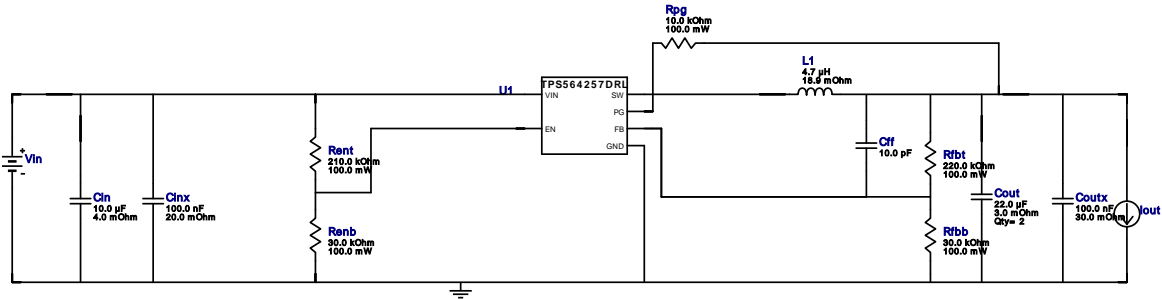 Rpg
10.0 kOhm
100.0 mW
L1
4.7 µH
18.9 mOhm
U1
TPS564257DRL
VIN
SW
PG
EN
FB
GND
+
Vin
-
Rent
210.0 kOhm
100.0 mW
Cff
10.0 pF
Rfbt
220.0 kOhm
100.0 mW
Cin
10.0 µF
4.0 mOhm
Cinx
100.0 nF
20.0 mOhm
Renb
30.0 kOhm
100.0 mW
Rfbb
30.0 kOhm
100.0 mW
Cout
22.0 µF
3.0 mOhm
Qty= 2
Coutx
100.0 nF
30.0 mOhm
Iout